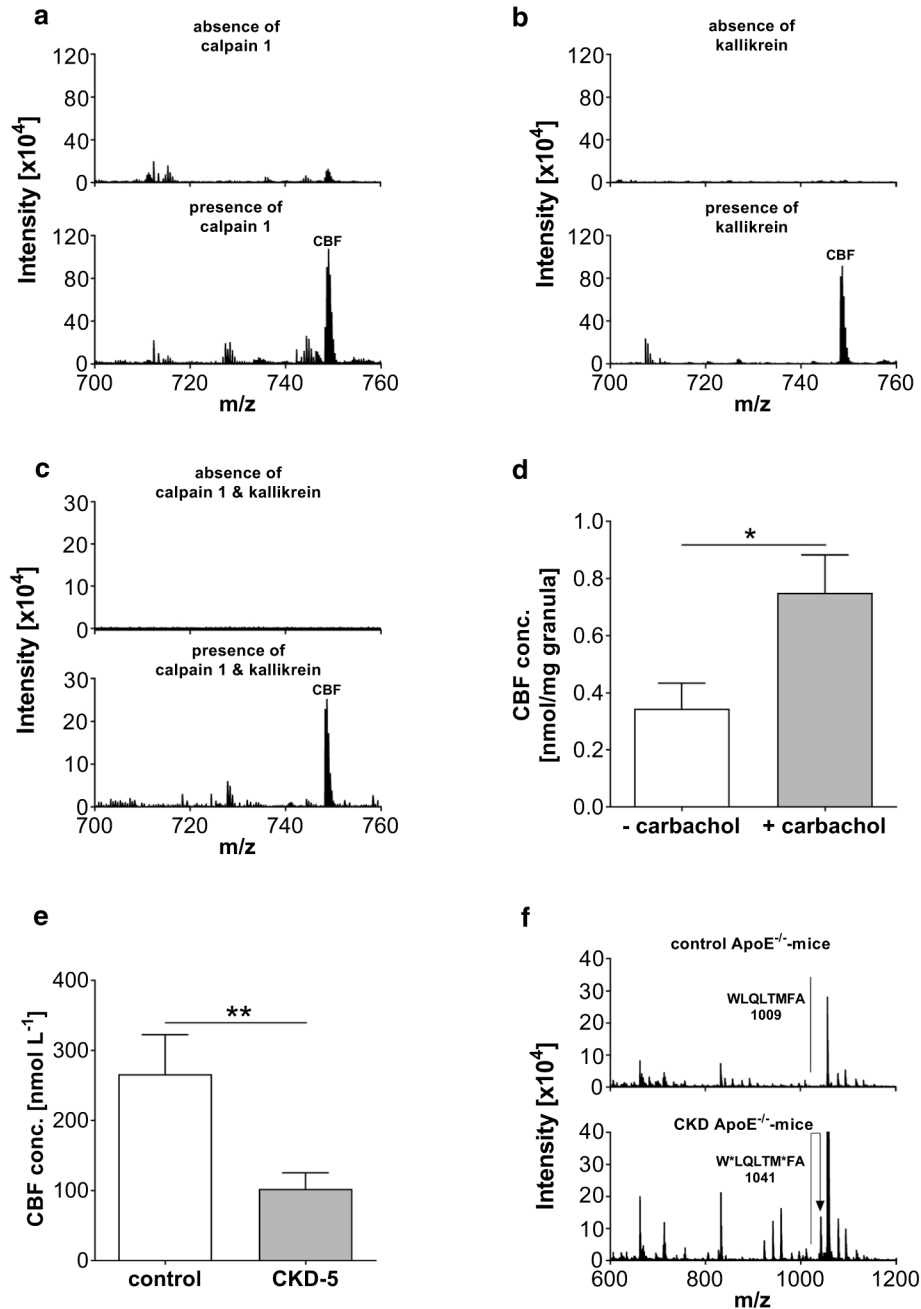 a
absence of
calpain 1
120
80
40
0
presence of
calpain 1
CBF
120
80
40
0
700 720 740 760
m/z
Intensity [x10⁴]
b
absence of
kallikrein
120
80
40
0
presence of
kallikrein
CBF
120
80
40
0
700 720 740 760
m/z
Intensity [x10⁴]
c
absence of
calpain 1 & kallikrein
30
20
10
0
presence of
calpain 1 & kallikrein
CBF
30
20
10
0
700 720 740 760
m/z
Intensity [x10⁴]
d
*
1.0
0.8
0.6
0.4
0.2
0.0
CBF conc.
[nmol/mg granula]
- carbachol + carbachol
e
**
400
300
200
100
0
CBF conc. [nmol L⁻¹]
control CKD-5
f
control ApoE⁻/⁻-mice
WLQLTMFA
1009
40
30
20
10
0
CKD ApoE⁻/⁻-mice
W*LQLTM*FA
1041
40
30
20
10
0
600 800 1000 1200
m/z
Intensity [x10⁴]